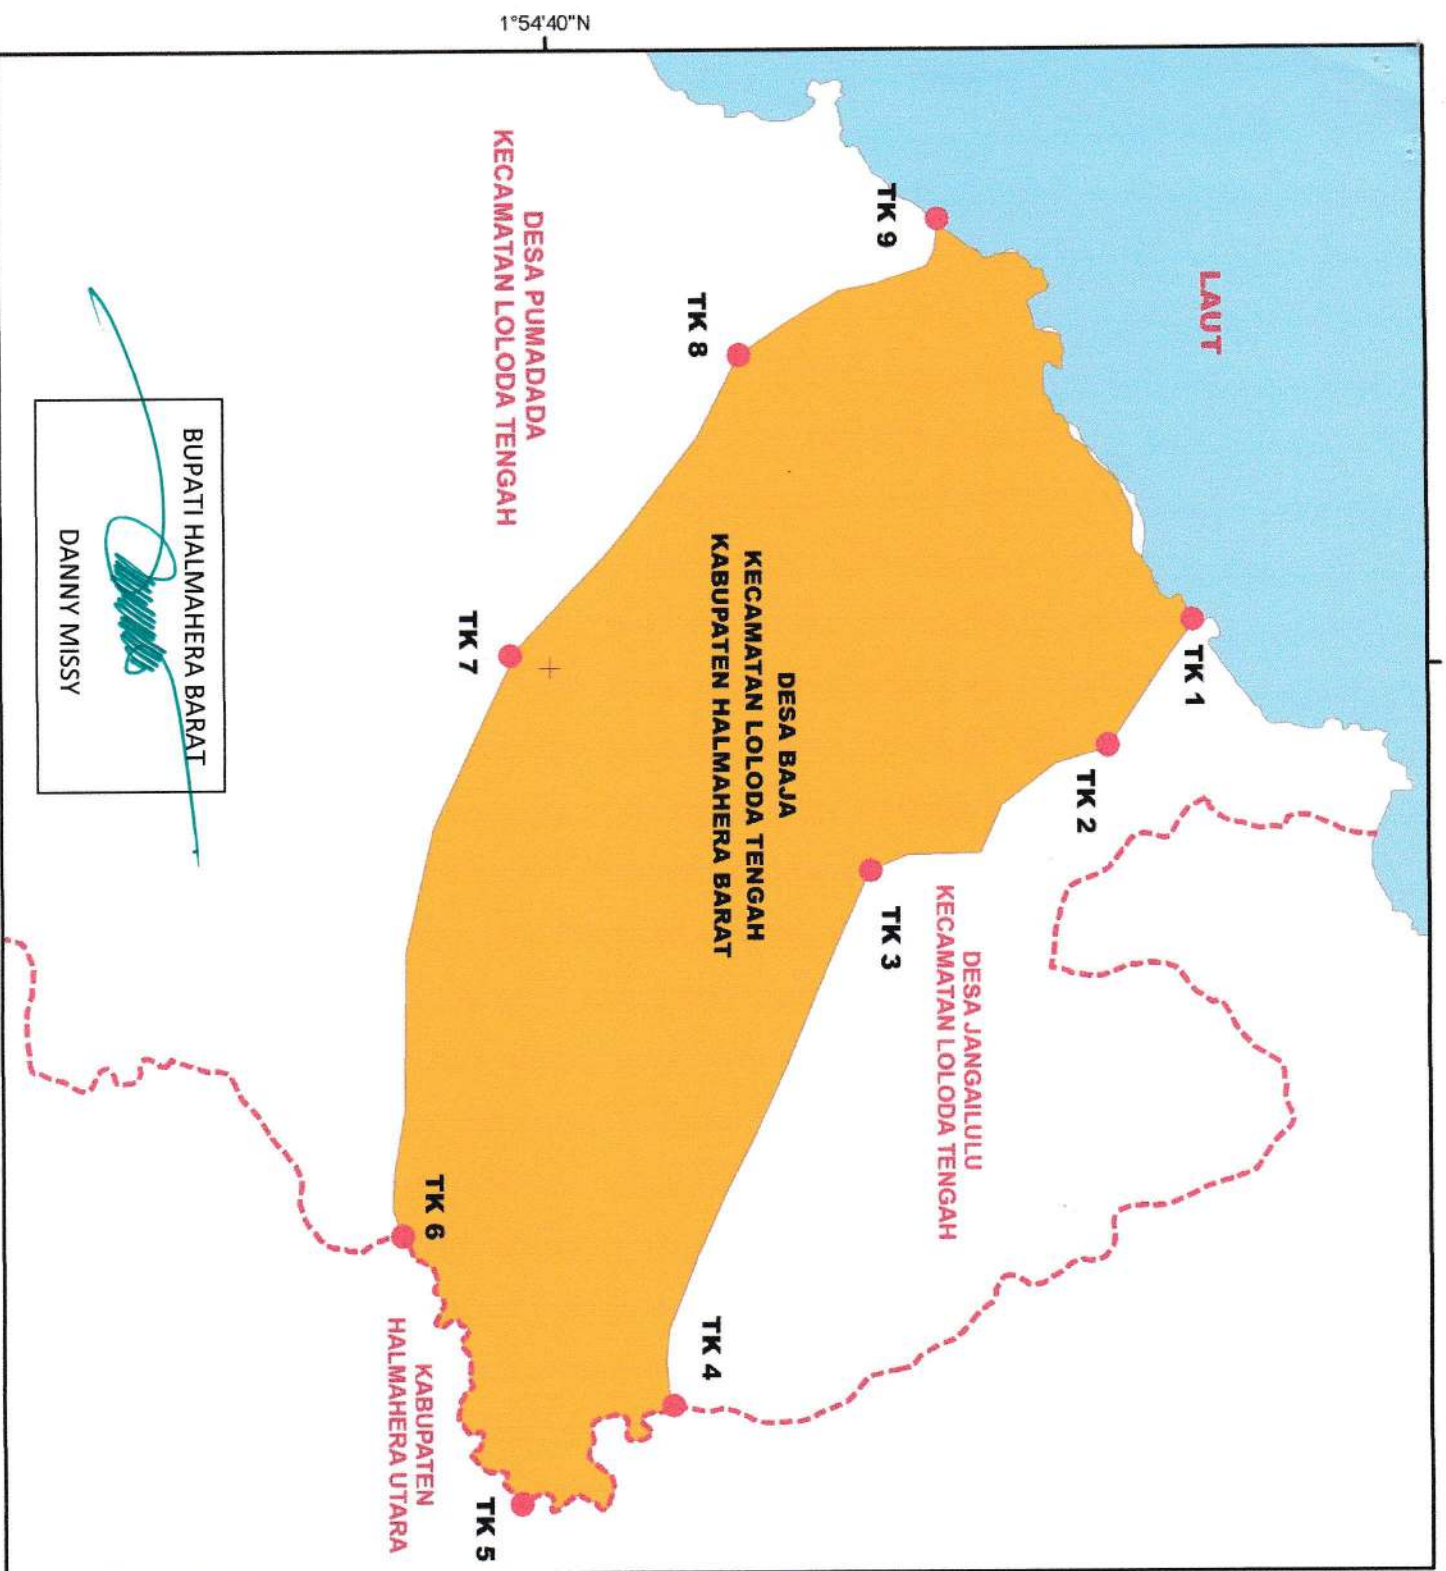 1°54'40"N
LAUT
TK 1
TK 2
TK 3
TK 4
TK 5
TK 6
TK 7
TK 8
TK 9
DESA JANGAILULU
KECAMATAN LOLODA TENGAH
DESA BAJA
KECAMATAN LOLODA TENGAH
KABUPATEN HALMAHERA BARAT
DESA PUMADADA
KECAMATAN LOLODA TENGAH
KABUPATEN
HALMAHERA UTARA
BUPATI HALMAHERA BARAT
DANNY MISSY